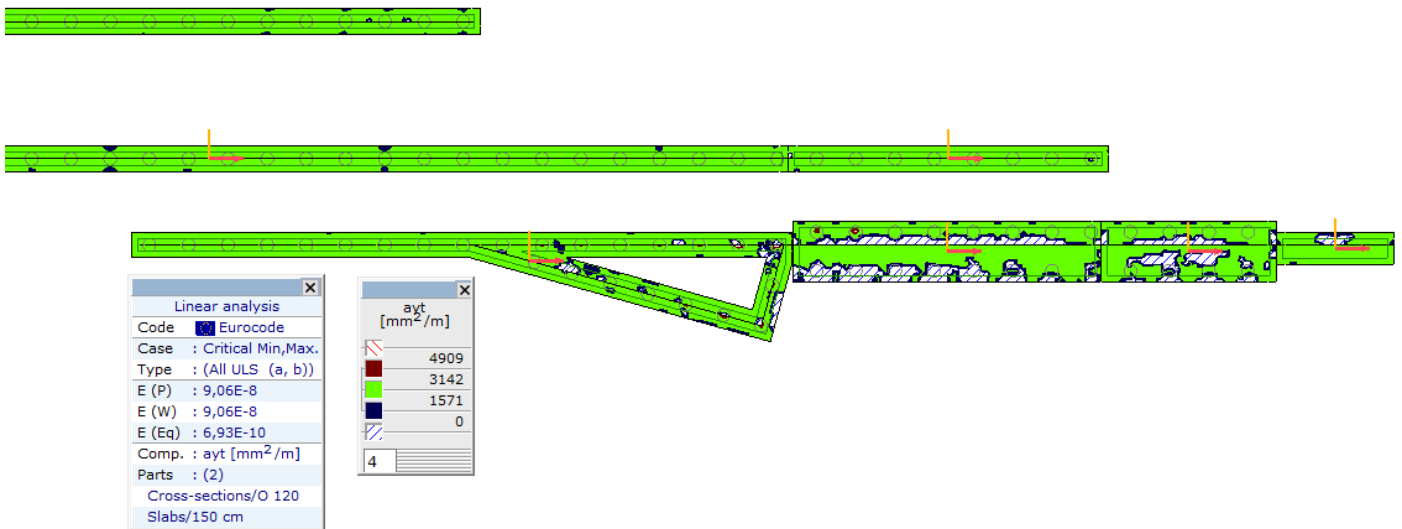 Linear analysis
Code Eurocode
Case : Critical Min,Max.
Type : (All ULS (a, b))
E (P) : 9,06E-8
E (W) : 9,06E-8
E (Eq) : 6,93E-10
Comp. : ayt [mm²/m]
Parts : (2)
Cross-sections/O 120
Slabs/150 cm
ayt
[mm²/m]
4909
3142
1571
0
4